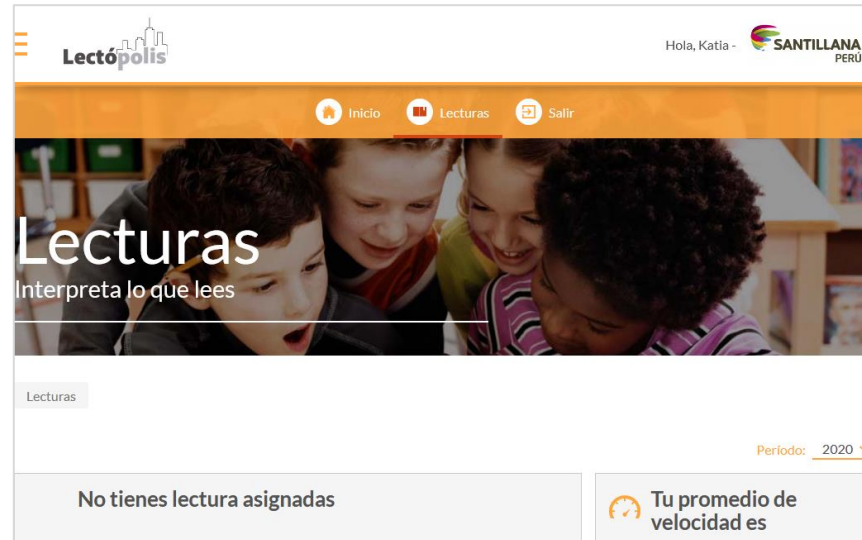 Lectópolis
Hola, Katia -
SANTILLANA
PERÚ
Inicio
Lecturas
Salir
Lecturas
Interpreta lo que lees
Lecturas
Período: 2020
No tienes lectura asignadas
Tu promedio de
velocidad es